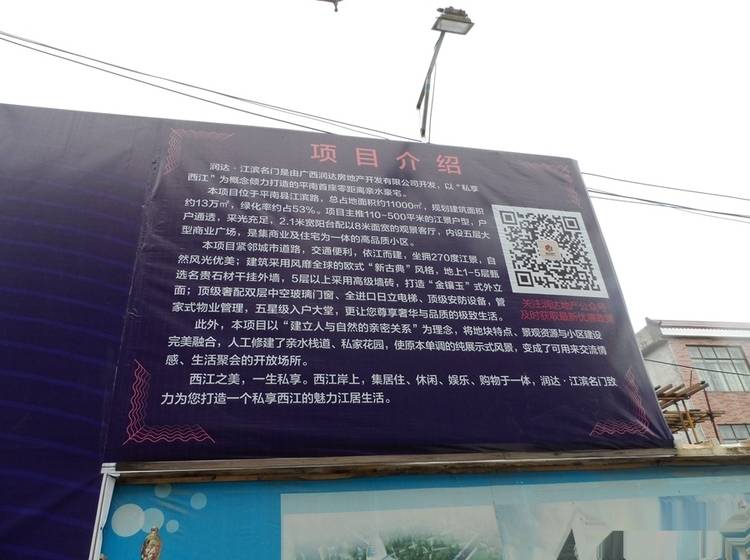 项目介绍
润达·江滨名门是由广西润达房地产开发有限公司开发，以“私享
西江”为概念倾力打造的平南首座零距离亲水豪宅。
本项目位于平南县江滨路，总占地面积约11000㎡，规划建筑面积
约13万㎡，绿化率约占53%。项目主推110-500平米的江景户型，户
户通透，采光充足，2.1米宽阳台配以8米面宽的观景客厅，内设五层大
型商业广场，是集商业及住宅为一体的高品质小区。
本项目紧邻城市道路，交通便利，依江而建，坐拥270度江景，自
然风光优美；建筑采用风靡全球的欧式“新古典”风格，地上1-5层甄
选名贵石材干挂外墙，5层以上采用高级墙砖，打造“金镶玉”式外立
面；顶级奢配双层中空玻璃门窗、全进口日立电梯、顶级安防设备，管
家式物业管理，五星级入户大堂，更让您尊享奢华与品质的极致生活。
此外，本项目以“建立人与自然的亲密关系”为理念，将地块特点、景观资源与小区建设
完美融合，人工修建了亲水栈道、私家花园，使原本单调的纯展示式风景，变成了可用来交流情
感、生活聚会的开放场所。
西江之美，一生私享。西江岸上，集居住、休闲、娱乐、购物于一体，润达·江滨名门致
力为您打造一个私享西江的魅力江居生活。
关注润达地产公众号
及时获取最新优惠政策